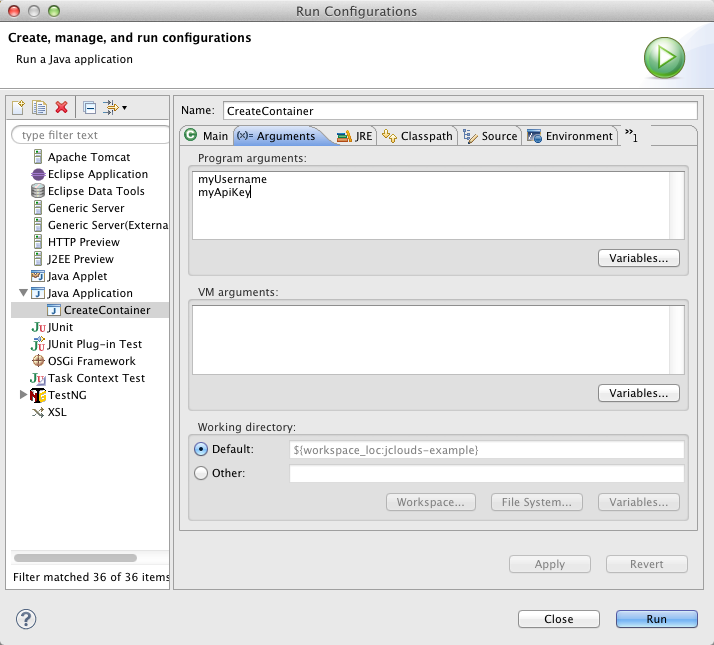 Run Configurations
Create, manage, and run configurations
Run a Java application
type filter text
Apache Tomcat
Eclipse Application
Eclipse Data Tools
Generic Server
Generic Server(Externa
HTTP Preview
J2EE Preview
Java Applet
Java Application
CreateContainer
JUnit
JUnit Plug-in Test
OSGi Framework
Task Context Test
TestNG
XSL
Filter matched 36 of 36 items
Name: CreateContainer
Main (x)= Arguments JRE Classpath Source Environment »1
Program arguments:
myUsername
myApiKey
Variables...
VM arguments:
Variables...
Working directory:
Default: ${workspace_loc:jclouds-example}
Other:
Workspace... File System... Variables...
Apply Revert
? Close Run